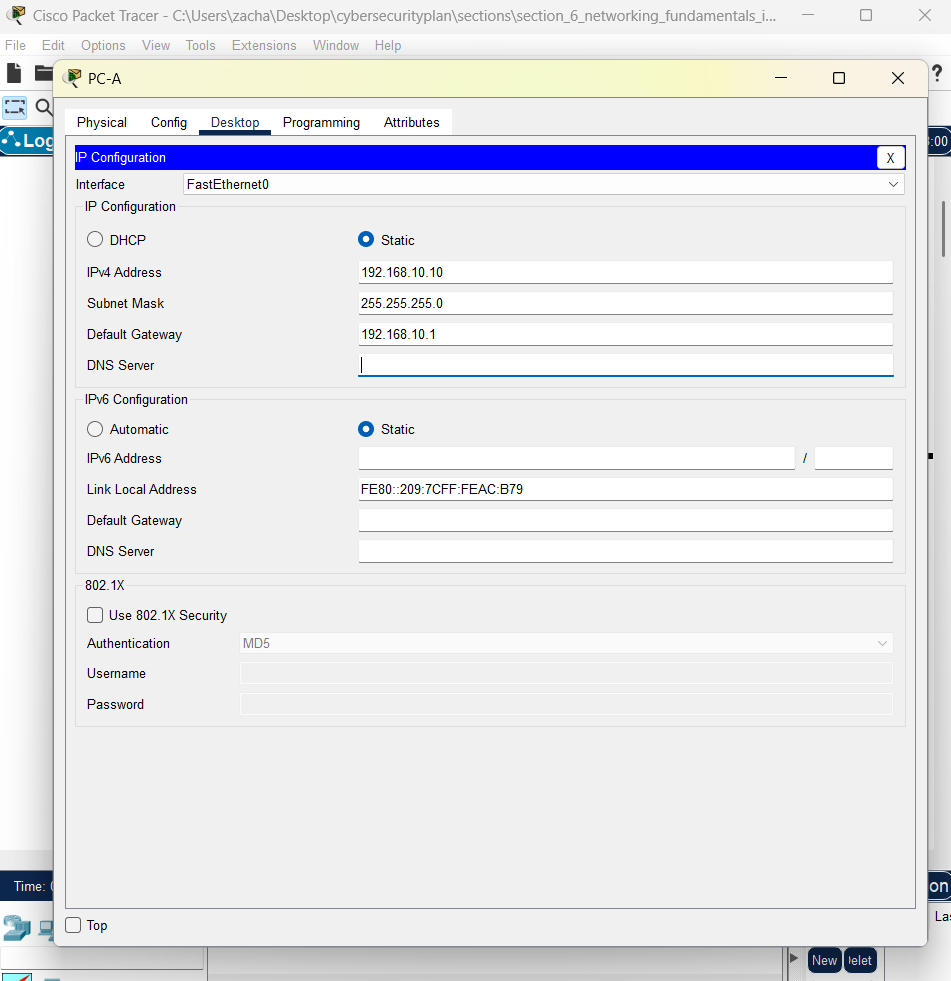 Cisco Packet Tracer - C:\Users\zacha\Desktop\cybersecurityplan\sections\section_6_networking_fundamentals_i...
File Edit Options View Tools Extensions Window Help
PC-A
?
Log
:00
Physical Config Desktop Programming Attributes
IP Configuration X
Interface FastEthernet0
IP Configuration
DHCP Static
IPv4 Address 192.168.10.10
Subnet Mask 255.255.255.0
Default Gateway 192.168.10.1
DNS Server
IPv6 Configuration
Automatic Static
IPv6 Address /
Link Local Address FE80::209:7CFF:FEAC:B79
Default Gateway
DNS Server
802.1X
Use 802.1X Security
Authentication MD5
Username
Password
Time: on
Top
Las
New elet